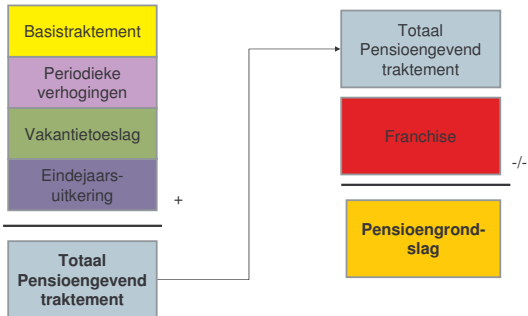 Basistraktement
Periodieke
verhogingen
Vakantietoeslag
Eindejaars-
uitkering
+
Totaal
Pensioengevend
traktement
Totaal
Pensioengevend
traktement
Franchise
-/-
Pensioengrond-
slag